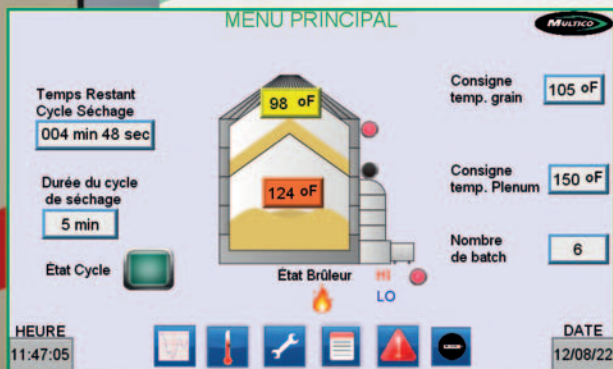 MENU PRINCIPAL
MULTICO
Temps Restant
Cycle Séchage
004 min 48 sec
Durée du cycle
de séchage
5 min
État Cycle
98 oF
124 oF
État Brûleur
HI
LO
Consigne
temp. grain
105 oF
Consigne
temp. Plenum
150 oF
Nombre
de batch
6
HEURE
11:47:05
DATE
12/08/22